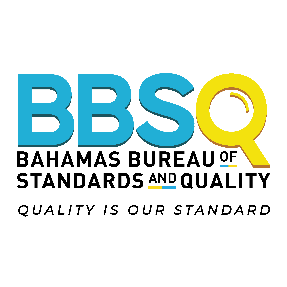 BBSQ
BAHAMAS BUREAU OF
STANDARDS AND QUALITY
QUALITY IS OUR STANDARD